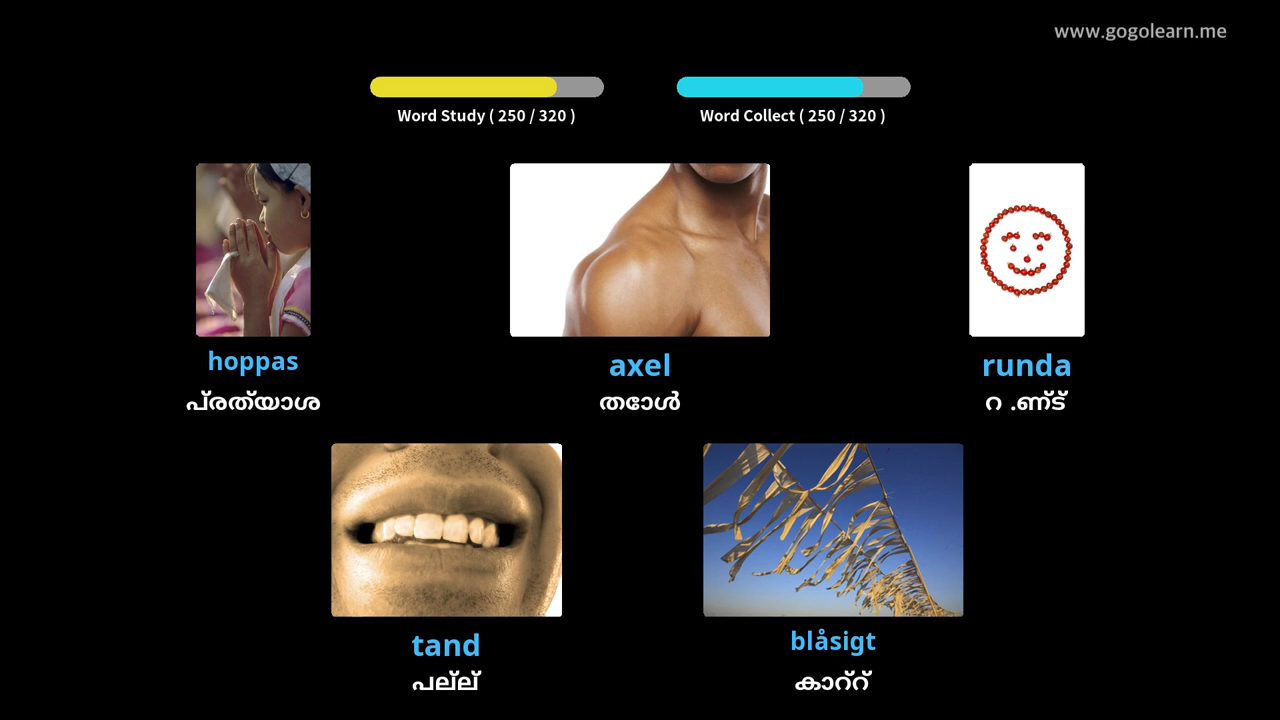 www.gogolearn.me
Word Study ( 250 / 320 )
Word Collect ( 250 / 320 )
hoppas
പ്രത്യാശ
axel
തോൾ
runda
റ .ണ്ട്
tand
പല്ല്
blåsigt
കാറ്റ്